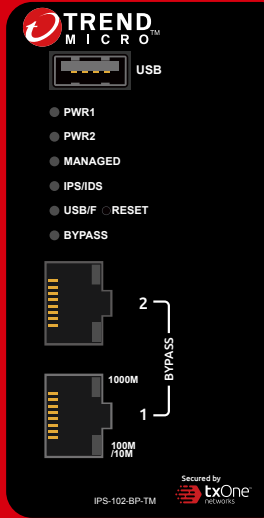 TREND
MICRO™
USB
PWR1
PWR2
MANAGED
IPS/IDS
USB/F RESET
BYPASS
2
BYPASS
1000M
1
100M
/10M
Secured by
txOne
networks
IPS-102-BP-TM